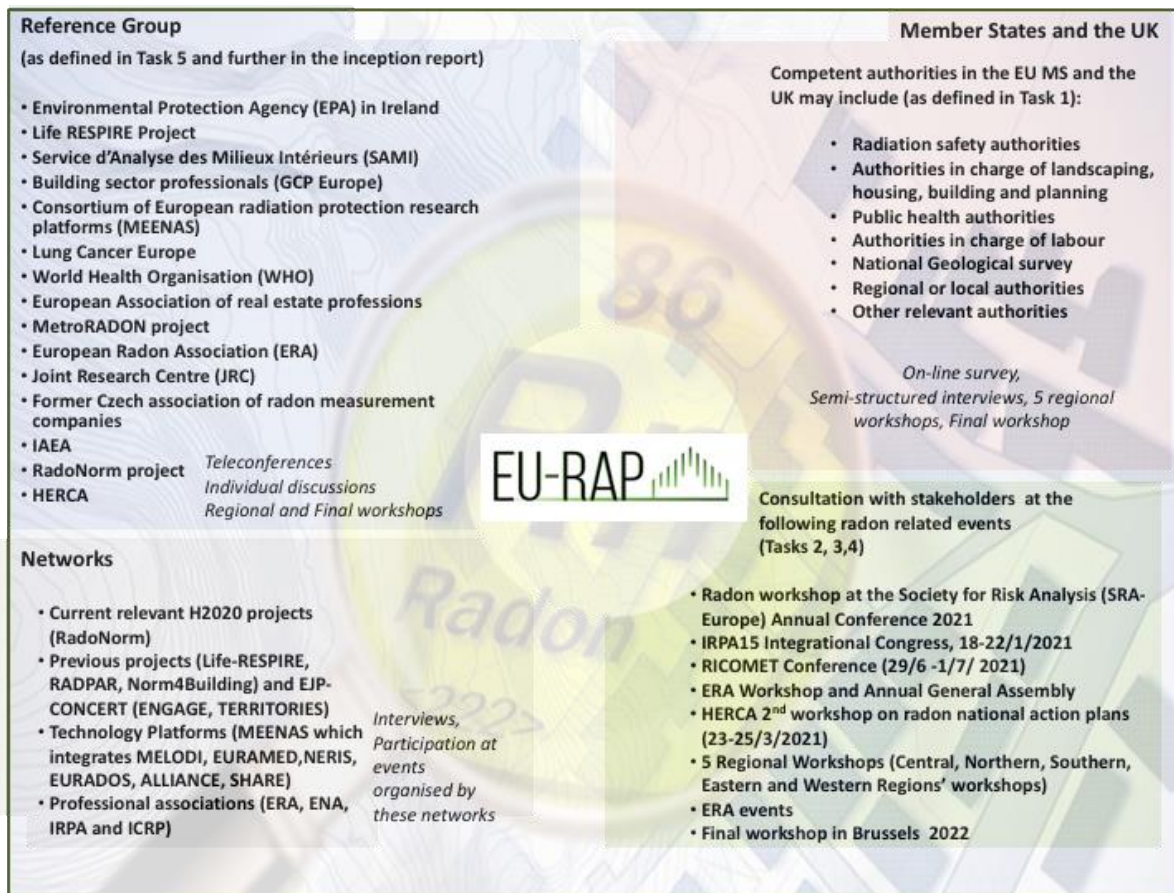 Reference Group
(as defined in Task 5 and further in the inception report)
• Environmental Protection Agency (EPA) in Ireland
• Life RESPIRE Project
• Service d'Analyse des Milieux Intérieurs (SAMI)
• Building sector professionals (GCP Europe)
• Consortium of European radiation protection research
platforms (MEENAS)
• Lung Cancer Europe
• World Health Organisation (WHO)
• European Association of real estate professions
• MetroRADON project
• European Radon Association (ERA)
• Joint Research Centre (JRC)
• Former Czech association of radon measurement
companies
• IAEA
• RadoNorm project
• HERCA
Teleconferences
Individual discussions
Regional and Final workshops
Member States and the UK
Competent authorities in the EU MS and the
UK may include (as defined in Task 1):
• Radiation safety authorities
• Authorities in charge of landscaping,
housing, building and planning
• Public health authorities
• Authorities in charge of labour
• National Geological survey
• Regional or local authorities
• Other relevant authorities
On-line survey,
Semi-structured interviews, 5 regional
workshops, Final workshop
86
Rn
Radon
<222>
EU-RAP
Networks
• Current relevant H2020 projects
(RadoNorm)
• Previous projects (Life-RESPIRE,
RADPAR, Norm4Building) and EJP-
CONCERT (ENGAGE, TERRITORIES)
• Technology Platforms (MEENAS which
integrates MELODI, EURAMED,NERIS,
EURADOS, ALLIANCE, SHARE)
• Professional associations (ERA, ENA,
IRPA and ICRP)
Interviews,
Participation at
events
organised by
these networks
Consultation with stakeholders at the
following radon related events
(Tasks 2, 3,4)
• Radon workshop at the Society for Risk Analysis (SRA-
Europe) Annual Conference 2021
• IRPA15 Integrational Congress, 18-22/1/2021
• RICOMET Conference (29/6 -1/7/ 2021)
• ERA Workshop and Annual General Assembly
• HERCA 2nd workshop on radon national action plans
(23-25/3/2021)
• 5 Regional Workshops (Central, Northern, Southern,
Eastern and Western Regions' workshops)
• ERA events
• Final workshop in Brussels 2022